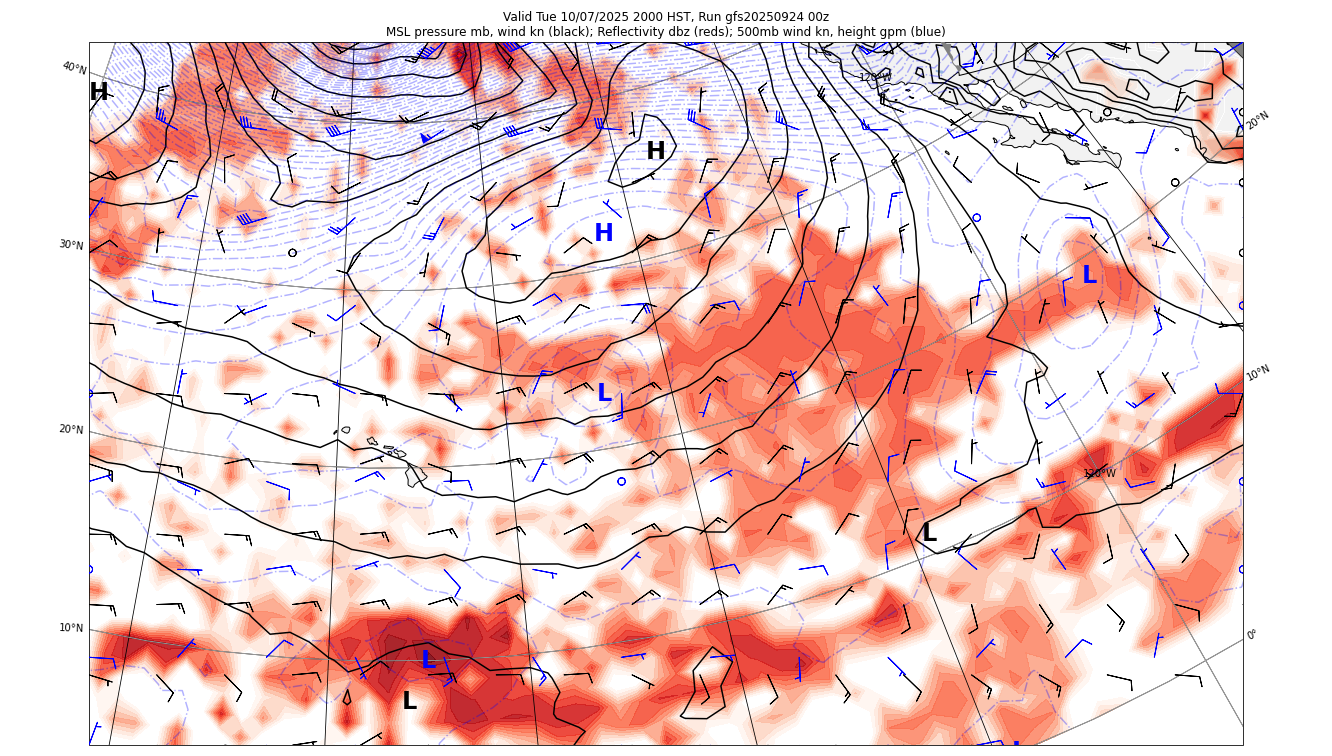 Valid Tue 10/07/2025 2000 HST, Run gfs20250924 00z
MSL pressure mb, wind kn (black); Reflectivity dbz (reds); 500mb wind kn, height gpm (blue)
40°N
H
120°W
20°N
H
H
30°N
L
10°N
L
20°N
120°W
L
10°N
0°
L
L
L